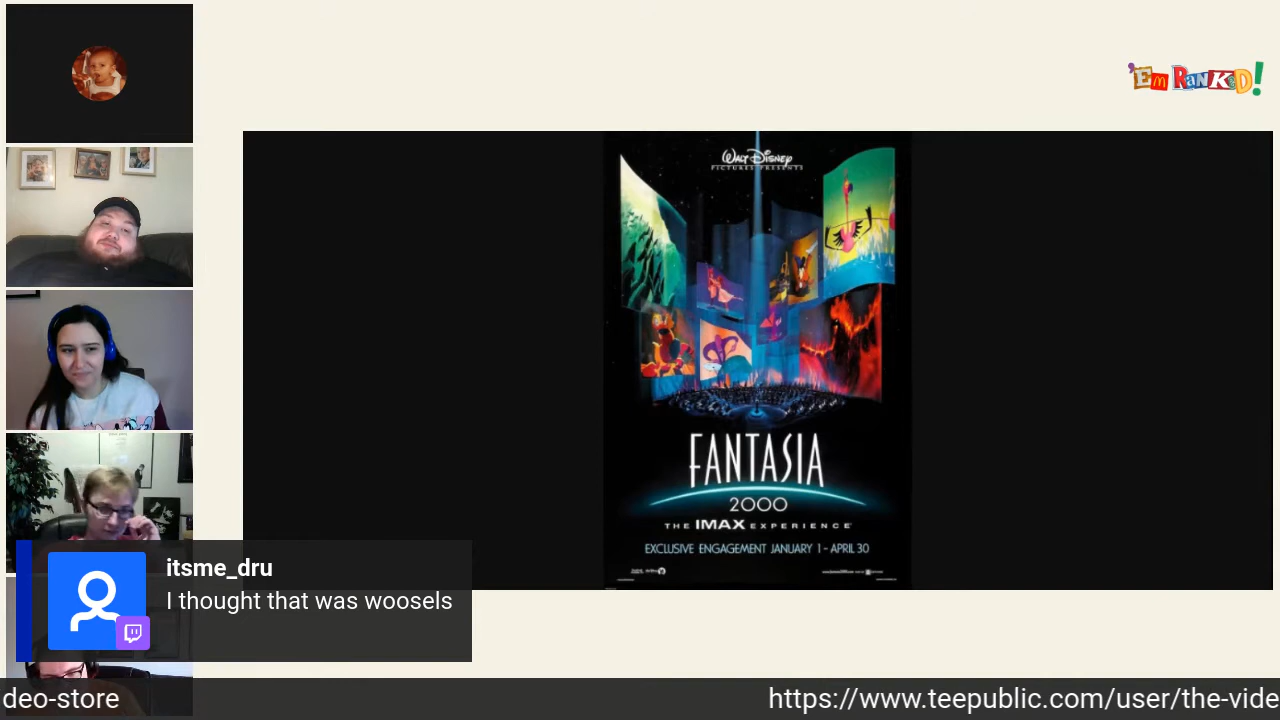 'Em RanKeD!
Walt Disney
PICTURES PRESENTS
FANTASIA
2000
THE IMAX EXPERIENCE
EXCLUSIVE ENGAGEMENT JANUARY 1 - APRIL 30
itsme_dru
I thought that was woosels
deo-store
https://www.teepublic.com/user/the-vide